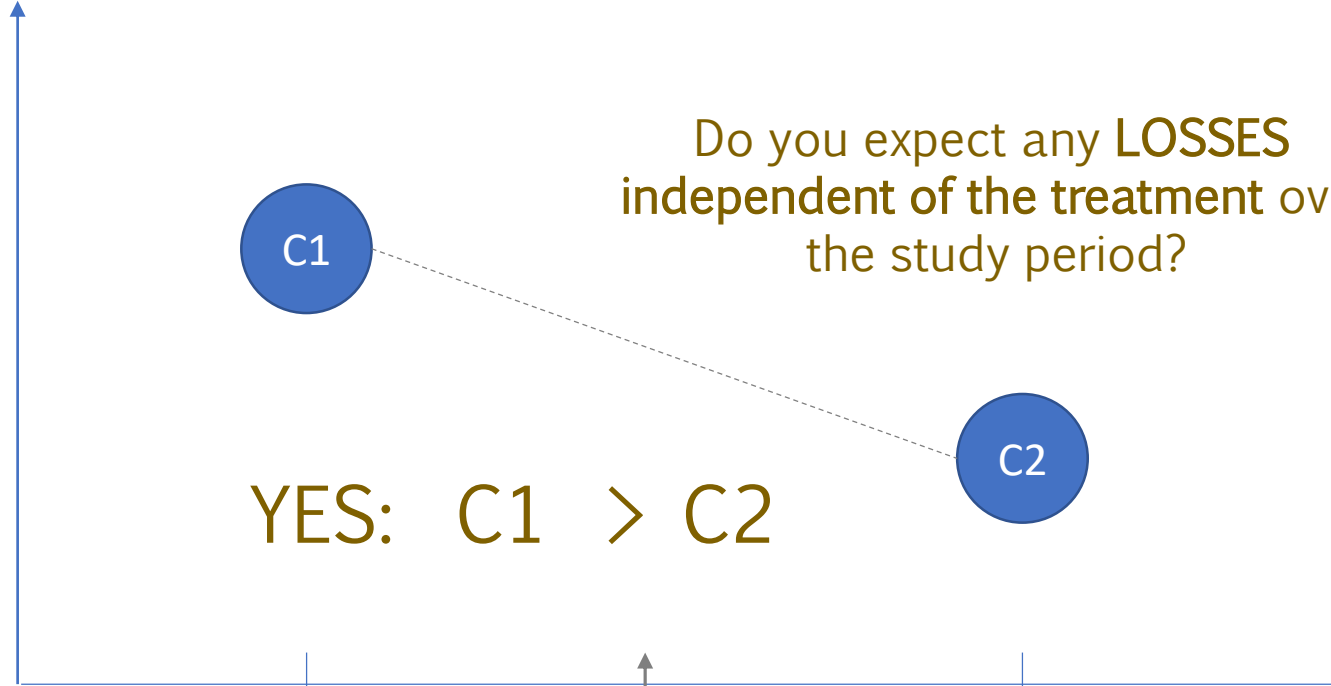 Do you expect any LOSSES
independent of the treatment ov
the study period?
C1
C2
YES: C1 > C2